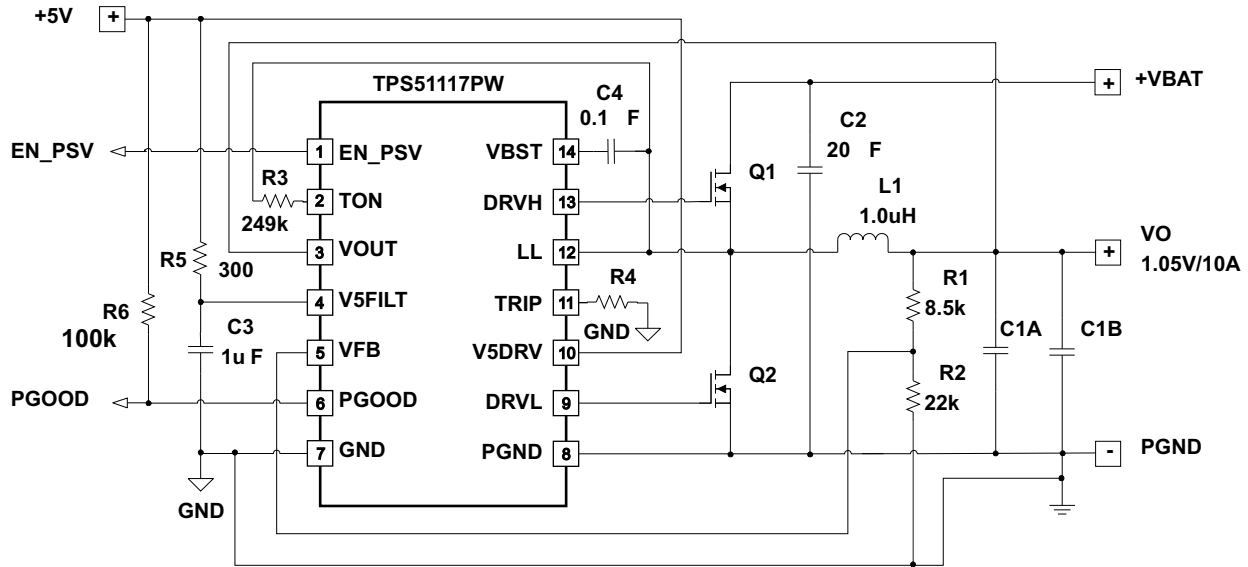 +5V
+
TPS51117PW
C4
0.1 F
+
+VBAT
C2
20 F
EN_PSV
1
EN_PSV
VBST
14
Q1
R3
249k
2
TON
DRVH
13
L1
1.0uH
3
VOUT
LL
12
+
VO
1.05V/10A
R5
300
R4
R1
8.5k
4
V5FILT
TRIP
11
GND
R6
100k
C3
1u F
C1A
C1B
5
VFB
V5DRV
10
Q2
R2
22k
PGOOD
6
PGOOD
DRVL
9
7
GND
PGND
8
-
PGND
GND